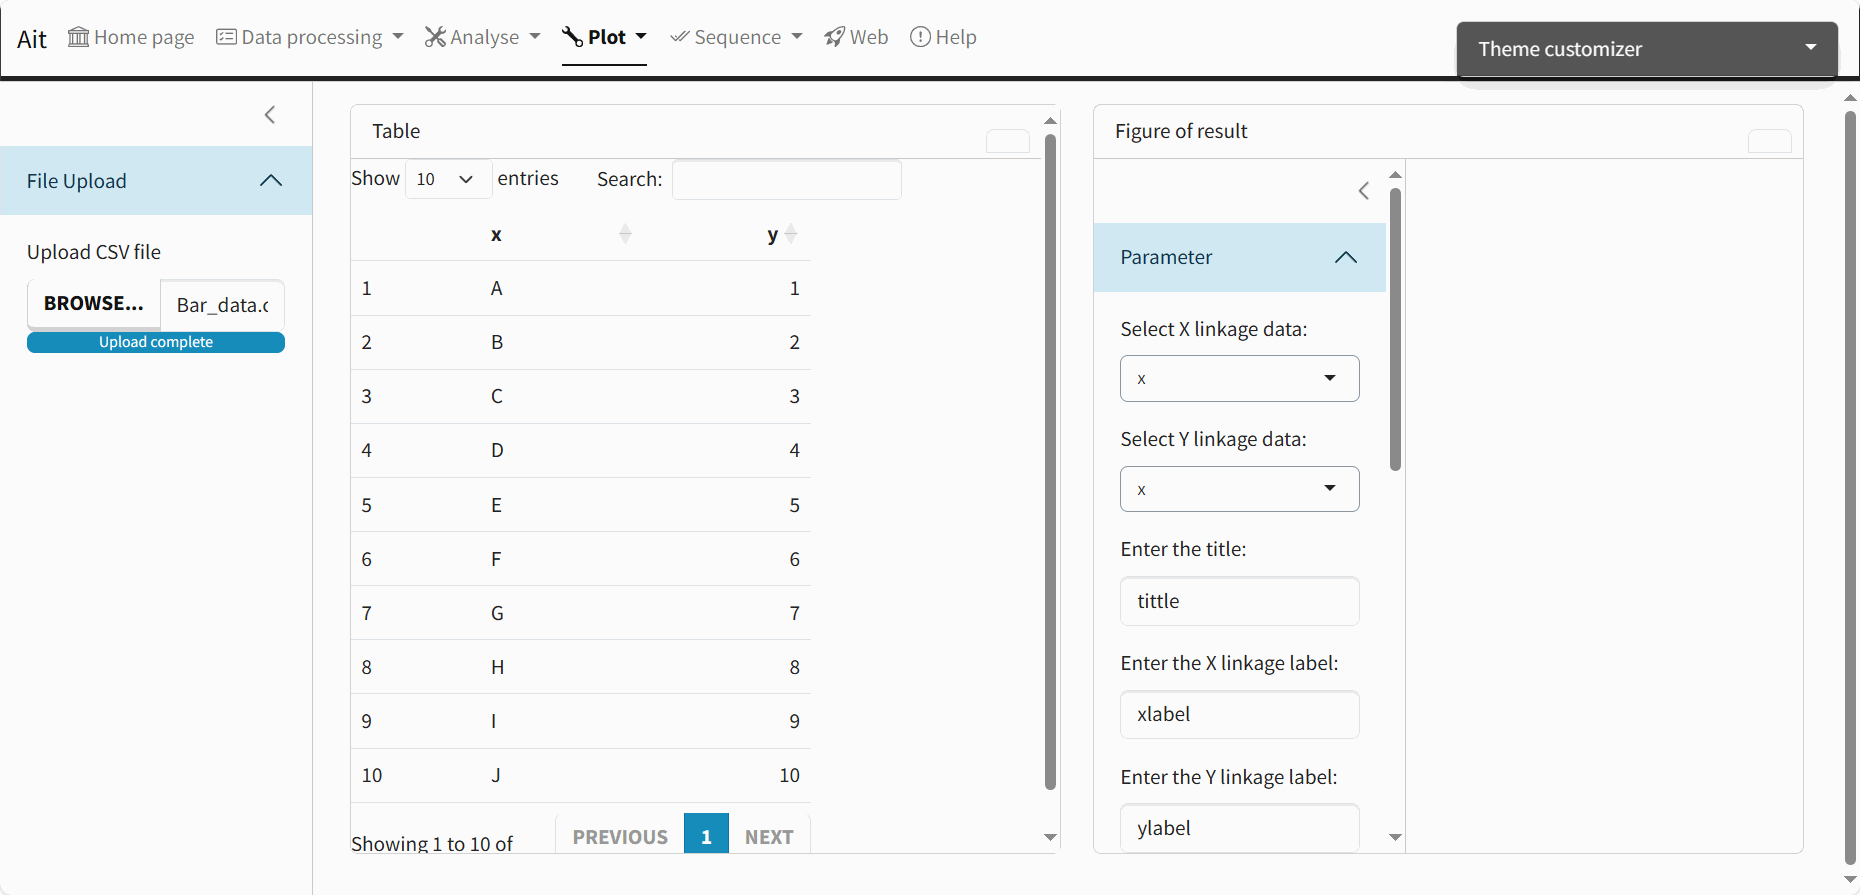 Ait Home page Data processing Analyse Plot Sequence Web Help Theme customizer
File Upload
Upload CSV file
BROWSE... Bar_data.c
Upload complete
Table
Show 10 entries Search:
x y
1 A 1
2 B 2
3 C 3
4 D 4
5 E 5
6 F 6
7 G 7
8 H 8
9 I 9
10 J 10
Showing 1 to 10 of PREVIOUS 1 NEXT
Figure of result
Parameter
Select X linkage data:
x
Select Y linkage data:
x
Enter the title:
tittle
Enter the X linkage label:
xlabel
Enter the Y linkage label:
ylabel